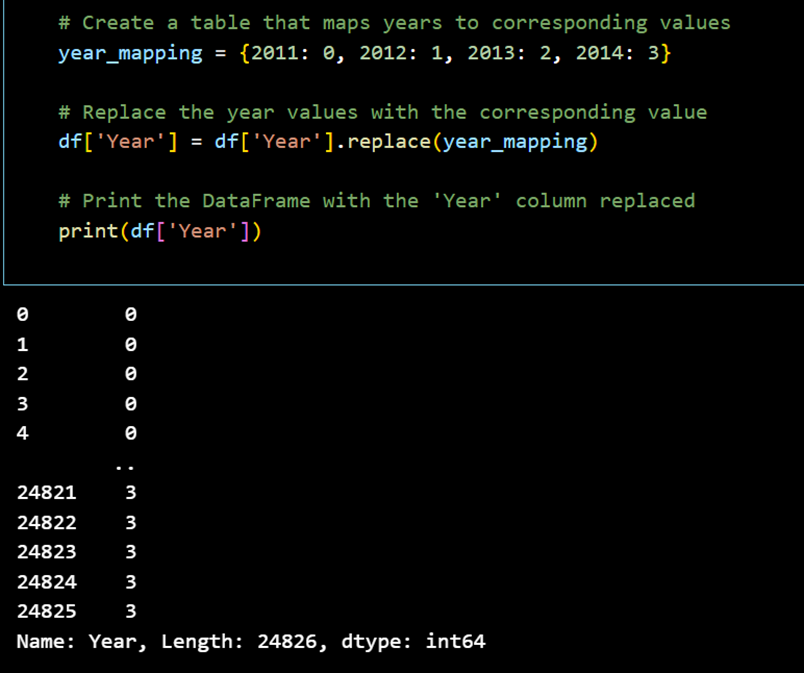 # Create a table that maps years to corresponding values
year_mapping = {2011: 0, 2012: 1, 2013: 2, 2014: 3}
# Replace the year values with the corresponding value
df['Year'] = df['Year'].replace(year_mapping)
# Print the DataFrame with the 'Year' column replaced
print(df['Year'])
0 0
1 0
2 0
3 0
4 0
..
24821 3
24822 3
24823 3
24824 3
24825 3
Name: Year, Length: 24826, dtype: int64